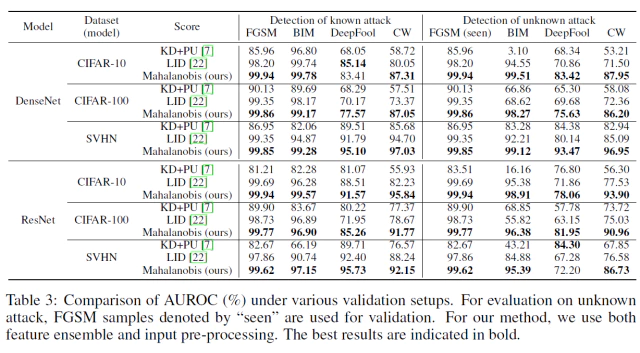 Model Dataset (model) Score Detection of known attack Detection of unknown attack
FGSM BIM DeepFool CW FGSM (seen) BIM DeepFool CW
DenseNet CIFAR-10 KD+PU [7] 85.96 96.80 68.05 58.72 85.96 3.10 68.34 53.21
LID [22] 98.20 99.74 85.14 80.05 98.20 94.55 70.86 71.50
Mahalanobis (ours) 99.94 99.78 83.41 87.31 99.94 99.51 83.42 87.95
CIFAR-100 KD+PU [7] 90.13 89.69 68.29 57.51 90.13 66.86 65.30 58.08
LID [22] 99.35 98.17 70.17 73.37 99.35 68.62 69.68 72.36
Mahalanobis (ours) 99.86 99.17 77.57 87.05 99.86 98.27 75.63 86.20
SVHN KD+PU [7] 86.95 82.06 89.51 85.68 86.95 83.28 84.38 82.94
LID [22] 99.35 94.87 91.79 94.70 99.35 92.21 80.14 85.09
Mahalanobis (ours) 99.85 99.28 95.10 97.03 99.85 99.12 93.47 96.95
ResNet CIFAR-10 KD+PU [7] 81.21 82.28 81.07 55.93 83.51 16.16 76.80 56.30
LID [22] 99.69 96.28 88.51 82.23 99.69 95.38 71.86 77.53
Mahalanobis (ours) 99.94 99.57 91.57 95.84 99.94 98.91 78.06 93.90
CIFAR-100 KD+PU [7] 89.90 83.67 80.22 77.37 89.90 68.85 57.78 73.72
LID [22] 98.73 96.89 71.95 78.67 98.73 55.82 63.15 75.03
Mahalanobis (ours) 99.77 96.90 85.26 91.77 99.77 96.38 81.95 90.96
SVHN KD+PU [7] 82.67 66.19 89.71 76.57 82.67 43.21 84.30 67.85
LID [22] 97.86 90.74 92.40 88.24 97.86 84.88 67.28 76.58
Mahalanobis (ours) 99.62 97.15 95.73 92.15 99.62 95.39 72.20 86.73
Table 3: Comparison of AUROC (%) under various validation setups. For evaluation on unknown
attack, FGSM samples denoted by “seen” are used for validation. For our method, we use both
feature ensemble and input pre-processing. The best results are indicated in bold.